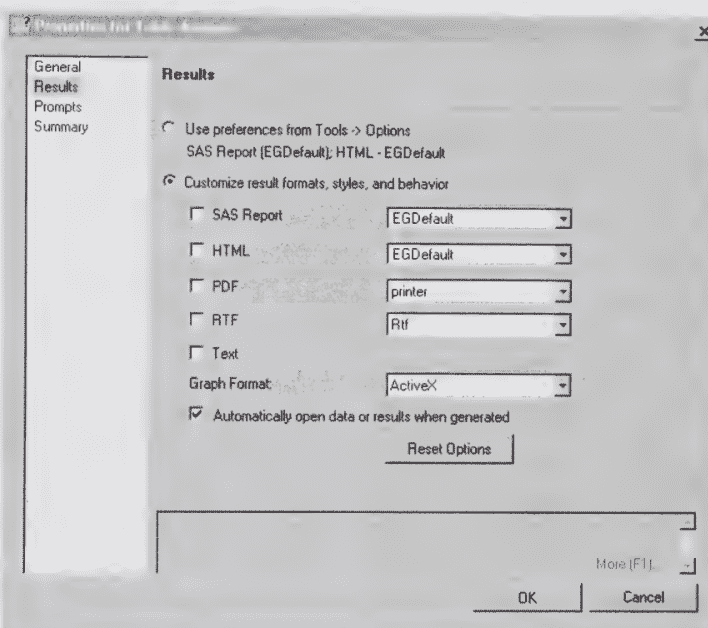 ?
General
Results
Prompts
Summary
Results
Use preferences from Tools -> Options
SAS Report (EGDefault); HTML - EGDefault
Customize result formats, styles, and behavior
SAS Report EGDefault
HTML EGDefault
PDF printer
RTF Rtf
Text
Graph Format: ActiveX
Automatically open data or results when generated
Reset Options
More (F1)...
OK Cancel